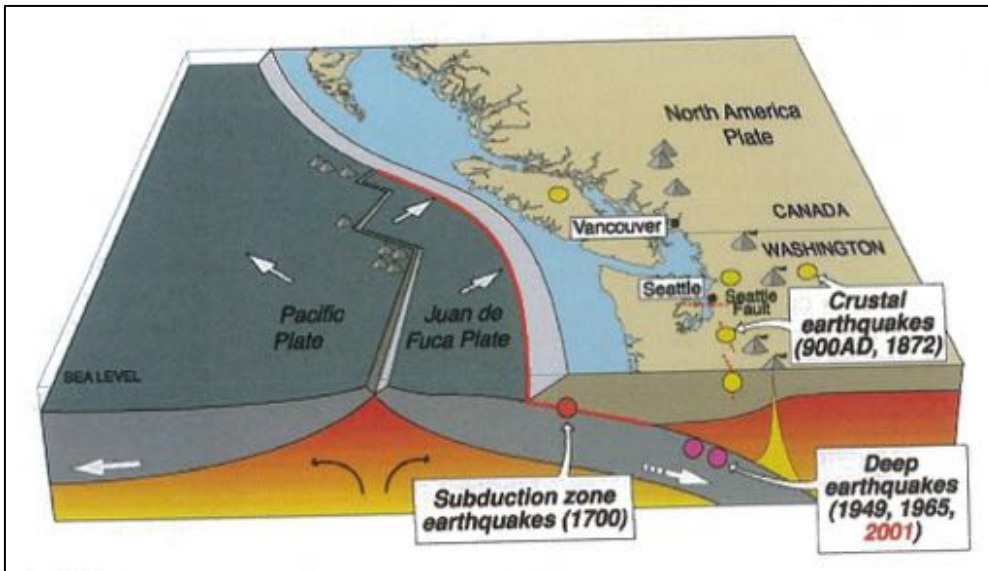 North America
Plate
CANADA
Vancouver
WASHINGTON
Seattle
Seattle
Fault
Crustal
earthquakes
(900AD, 1872)
Pacific
Plate
Juan de
Fuca Plate
SEA LEVEL
Subduction zone
earthquakes (1700)
Deep
earthquakes
(1949, 1965,
2001)